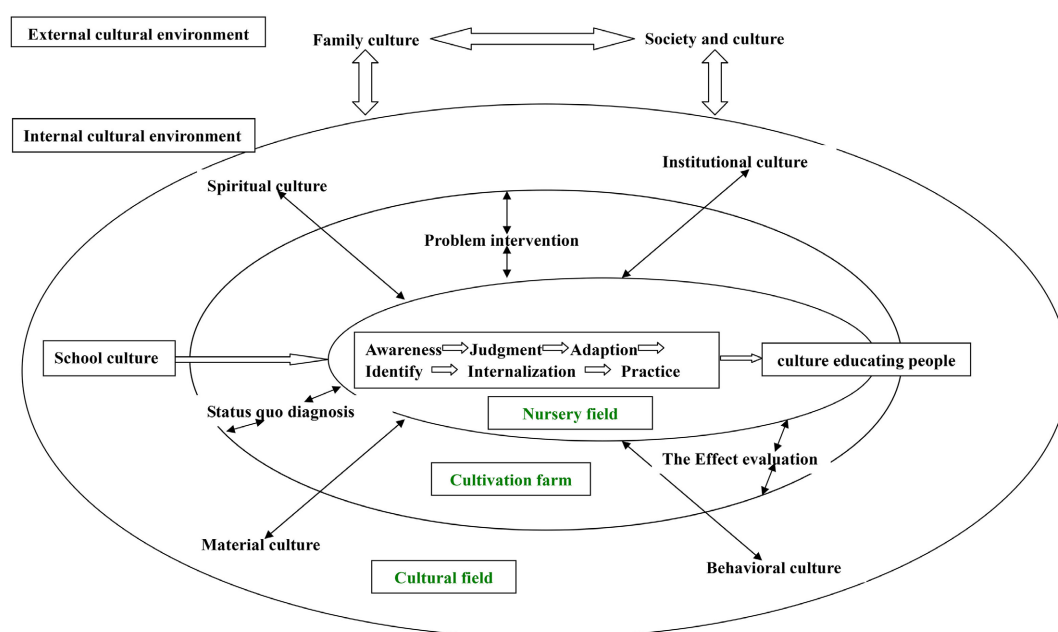 External cultural environment
Family culture
Society and culture
Internal cultural environment
Institutional culture
Spiritual culture
Problem intervention
School culture
Awareness Judgment Adaption
Identify Internalization Practice
culture educating people
Nursery field
Status quo diagnosis
The Effect evaluation
Cultivation farm
Material culture
Behavioral culture
Cultural field